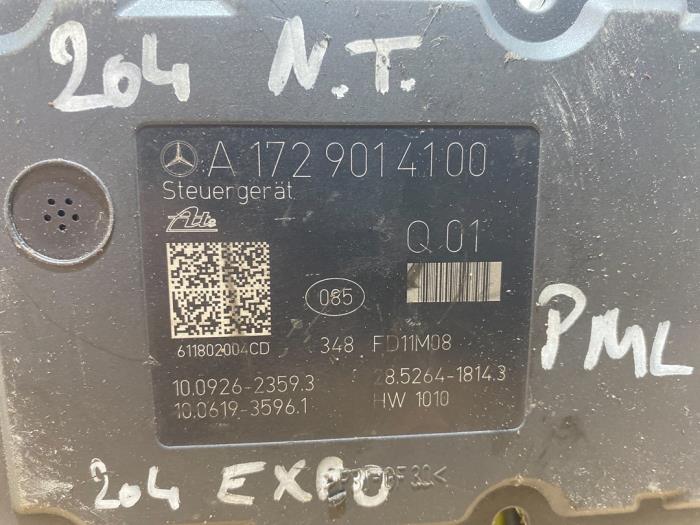 204 N.T.
A 172 901 41 00
Steuergerät
Ate
Q 01
085
611802004CD 348 FD11M08
PML
10.0926-2359.3 28.5264-1814.3
10.0619-3596.1 HW 1010
204